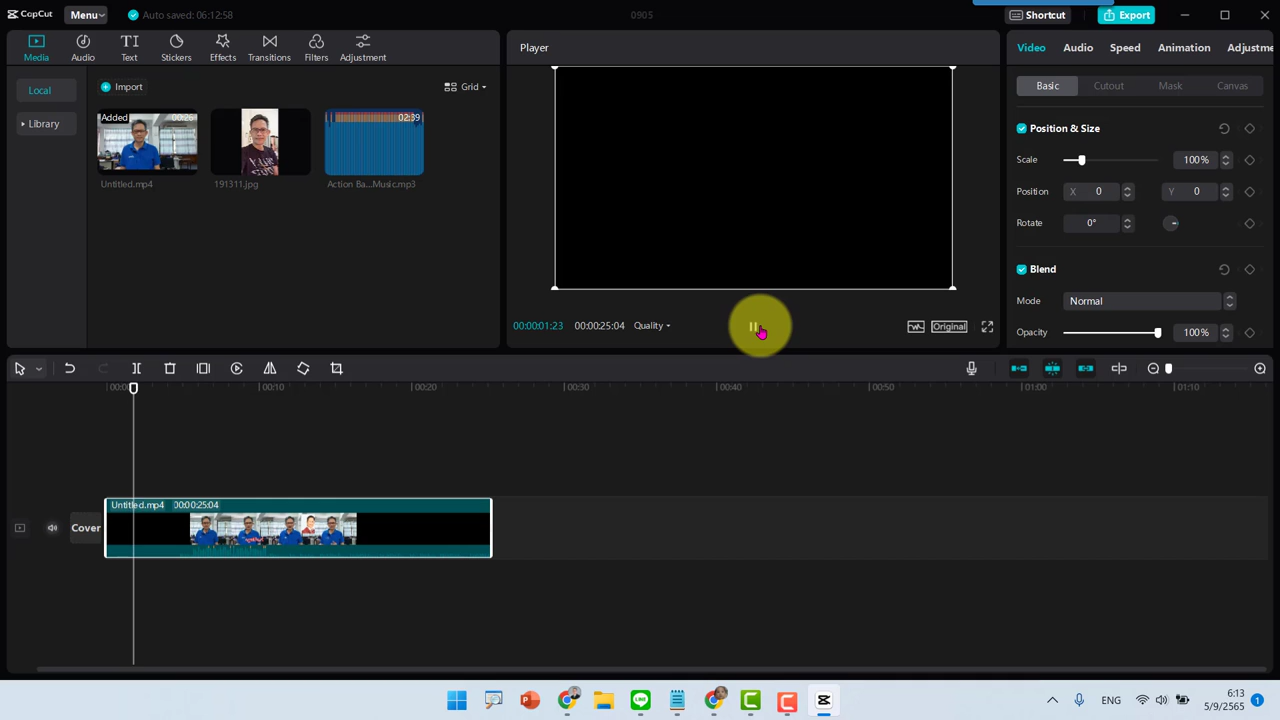 CapCut
Menu
Auto saved: 06:12:58
0905
Shortcut
Export
Media
Audio
Text
Stickers
Effects
Transitions
Filters
Adjustment
Local
Library
Import
Grid
Added
00:26
Untitled.mp4
191311.jpg
02:39
Action Ba...Music.mp3
Player
00:00:01:23
00:00:25:04
Quality
Original
Video
Audio
Speed
Animation
Adjustme
Basic
Cutout
Mask
Canvas
Position & Size
Scale
100%
Position
X 0
Y 0
Rotate
0°
Blend
Mode
Normal
Opacity
100%
00:10
00:20
00:30
00:40
00:50
01:00
01:10
Untitled.mp4 00:00:25:04
Cover
ENG
6:13
5/9/2565
1